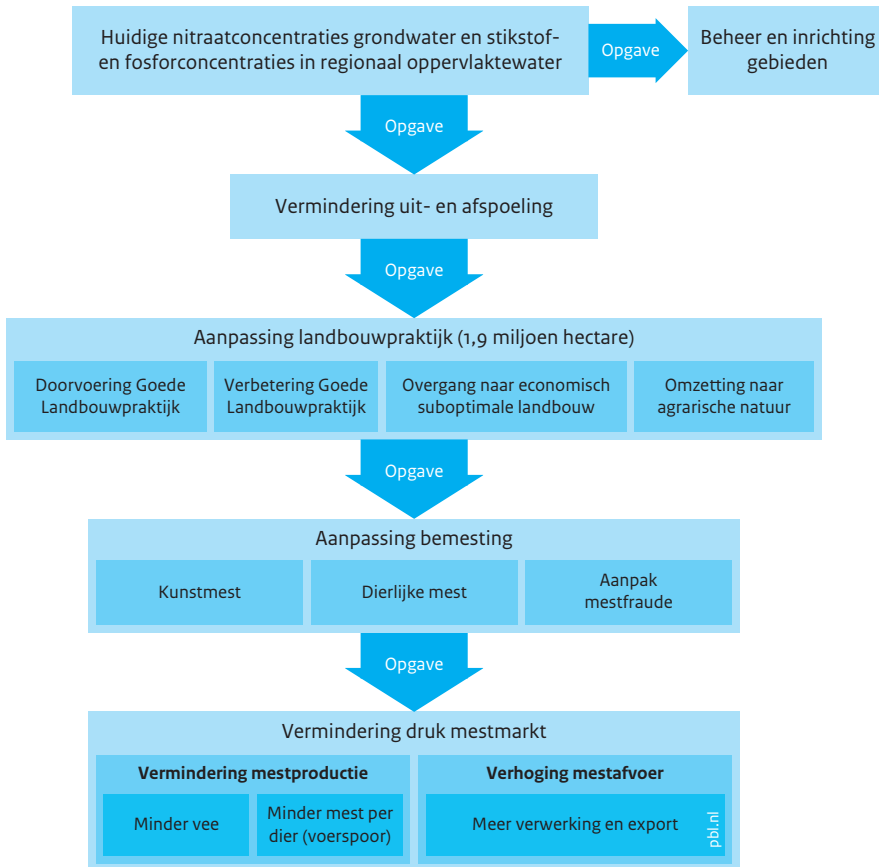 Huidige nitraatconcentraties grondwater en stikstof-
en fosforconcentraties in regionaal oppervlaktewater
Opgave
Beheer en inrichting
gebieden
Opgave
Vermindering uit- en afspoeling
Opgave
Aanpassing landbouwpraktijk (1,9 miljoen hectare)
Doorvoering Goede
Landbouwpraktijk
Verbetering Goede
Landbouwpraktijk
Overgang naar economisch
suboptimale landbouw
Omzetting naar
agrarische natuur
Opgave
Aanpassing bemesting
Kunstmest
Dierlijke mest
Aanpak
mestfraude
Opgave
Vermindering druk mestmarkt
Vermindering mestproductie
Minder vee
Minder mest per
dier (voerspoor)
Verhoging mestafvoer
Meer verwerking en export
pbl.nl